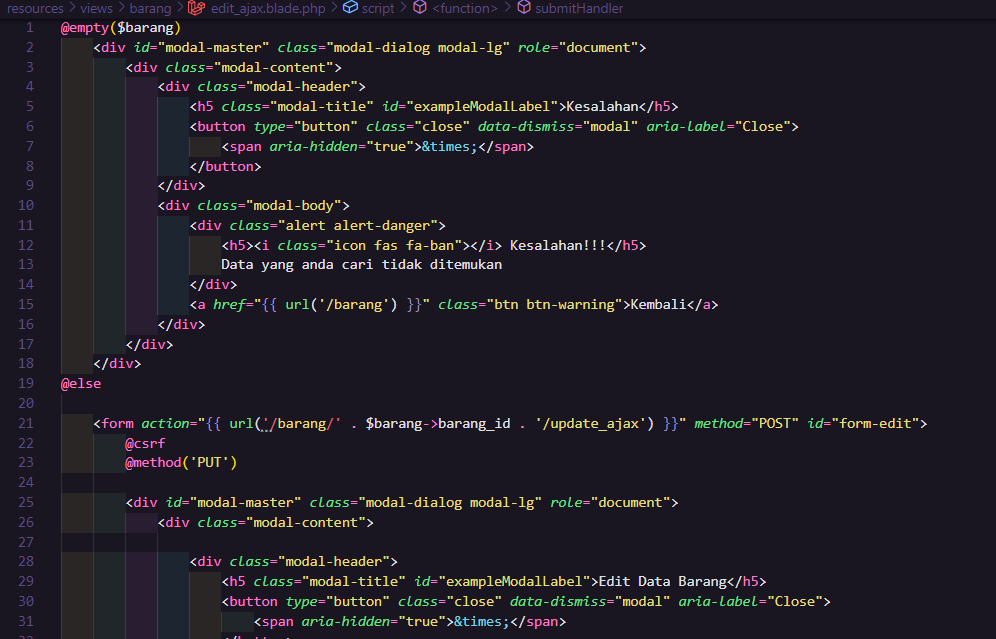 resources > views > barang > edit_ajax.blade.php > script > <function> > submitHandler
1 @empty($barang)
2 <div id="modal-master" class="modal-dialog modal-lg" role="document">
3 <div class="modal-content">
4 <div class="modal-header">
5 <h5 class="modal-title" id="exampleModalLabel">Kesalahan</h5>
6 <button type="button" class="close" data-dismiss="modal" aria-label="Close">
7 <span aria-hidden="true">&times;</span>
8 </button>
9 </div>
10 <div class="modal-body">
11 <div class="alert alert-danger">
12 <h5><i class="icon fas fa-ban"></i> Kesalahan!!!</h5>
13 Data yang anda cari tidak ditemukan
14 </div>
15 <a href="{{ url('/barang') }}" class="btn btn-warning">Kembali</a>
16 </div>
17 </div>
18 </div>
19 @else
20
21 <form action="{{ url('/barang/' . $barang->barang_id . '/update_ajax') }}" method="POST" id="form-edit">
22 @csrf
23 @method('PUT')
24
25 <div id="modal-master" class="modal-dialog modal-lg" role="document">
26 <div class="modal-content">
27
28 <div class="modal-header">
29 <h5 class="modal-title" id="exampleModalLabel">Edit Data Barang</h5>
30 <button type="button" class="close" data-dismiss="modal" aria-label="Close">
31 <span aria-hidden="true">&times;</span>